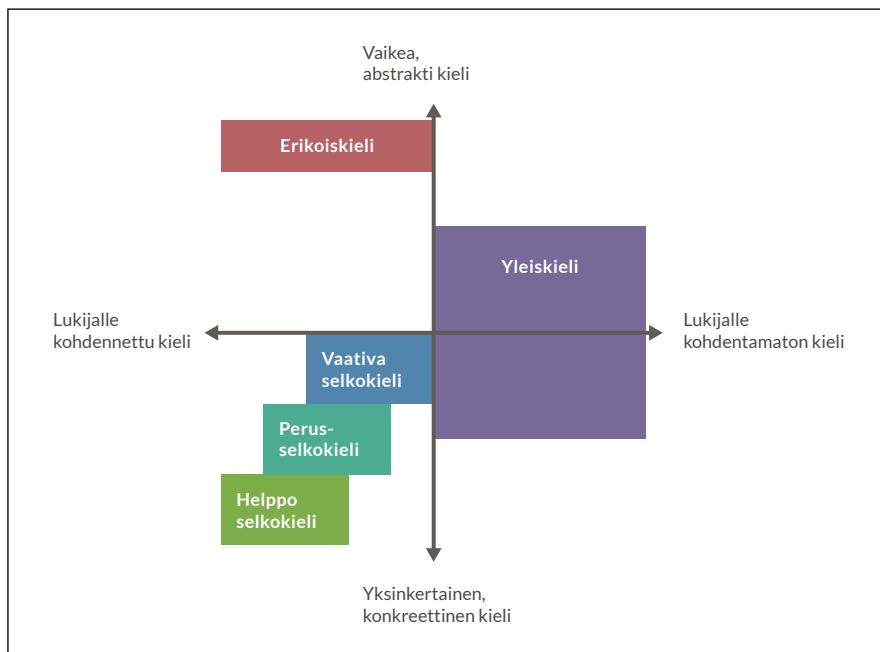 Vaikea,
abstrakti kieli
Erikoiskieli
Yleiskieli
Lukijalle
kohdennettu kieli
Lukijalle
kohdentamaton kieli
Vaativa
selkokieli
Perus-
selkokieli
Helppo
selkokieli
Yksinkertainen,
konkreettinen kieli